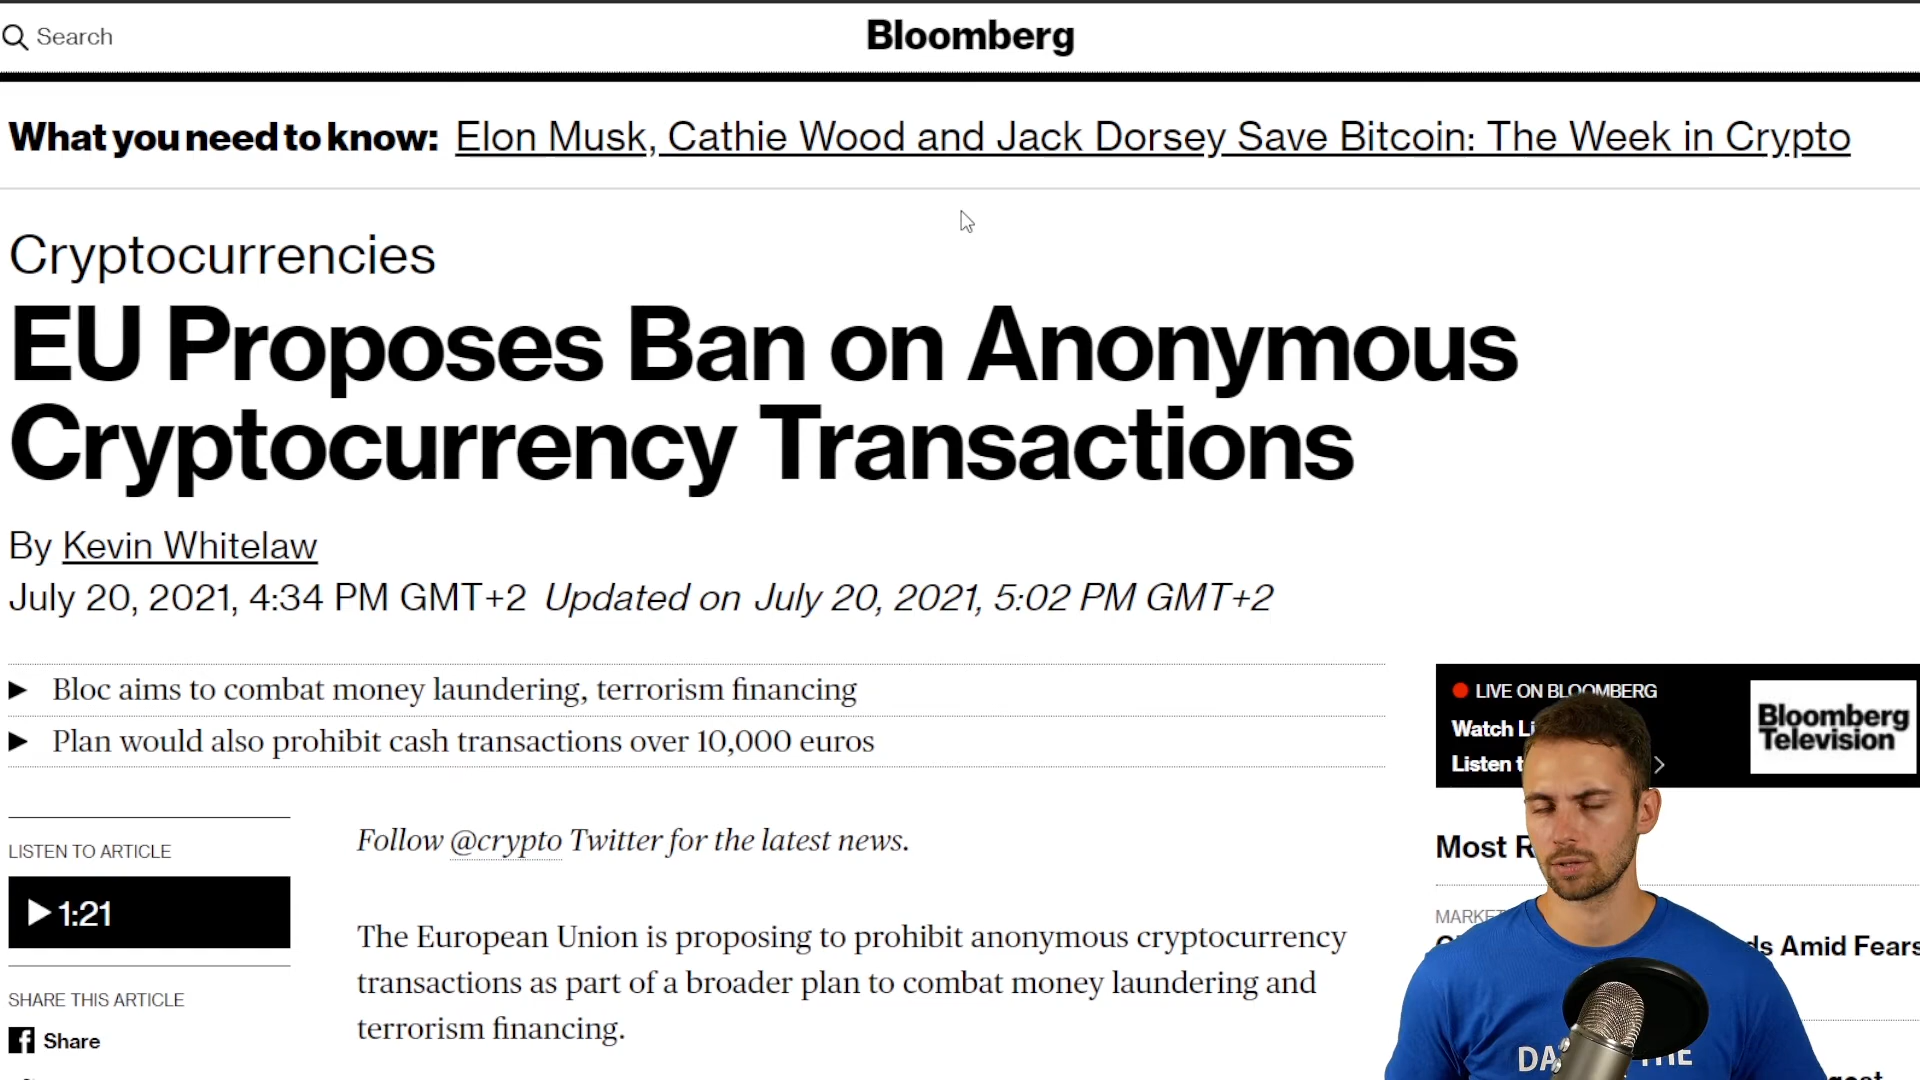 Search
Bloomberg
What you need to know: Elon Musk, Cathie Wood and Jack Dorsey Save Bitcoin: The Week in Crypto
Cryptocurrencies
EU Proposes Ban on Anonymous
Cryptocurrency Transactions
By Kevin Whitelaw
July 20, 2021, 4:34 PM GMT+2 Updated on July 20, 2021, 5:02 PM GMT+2
Bloc aims to combat money laundering, terrorism financing
Plan would also prohibit cash transactions over 10,000 euros
LIVE ON BLOOMBERG
Watch
Listen
Bloomberg
Television
LISTEN TO ARTICLE
1:21
SHARE THIS ARTICLE
Share
Follow @crypto Twitter for the latest news.
The European Union is proposing to prohibit anonymous cryptocurrency
transactions as part of a broader plan to combat money laundering and
terrorism financing.
Most
Amid Fears